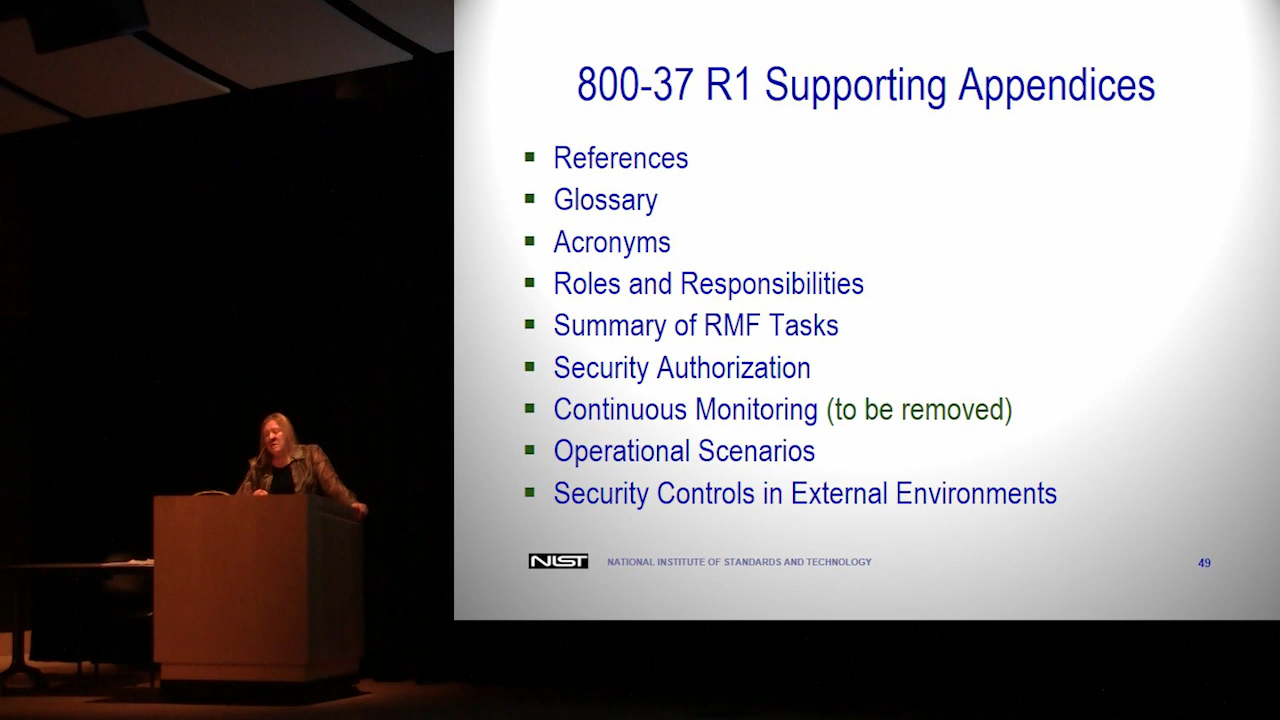 800-37 R1 Supporting Appendices
References
Glossary
Acronyms
Roles and Responsibilities
Summary of RMF Tasks
Security Authorization
Continuous Monitoring (to be removed)
Operational Scenarios
Security Controls in External Environments
NIST NATIONAL INSTITUTE OF STANDARDS AND TECHNOLOGY 49